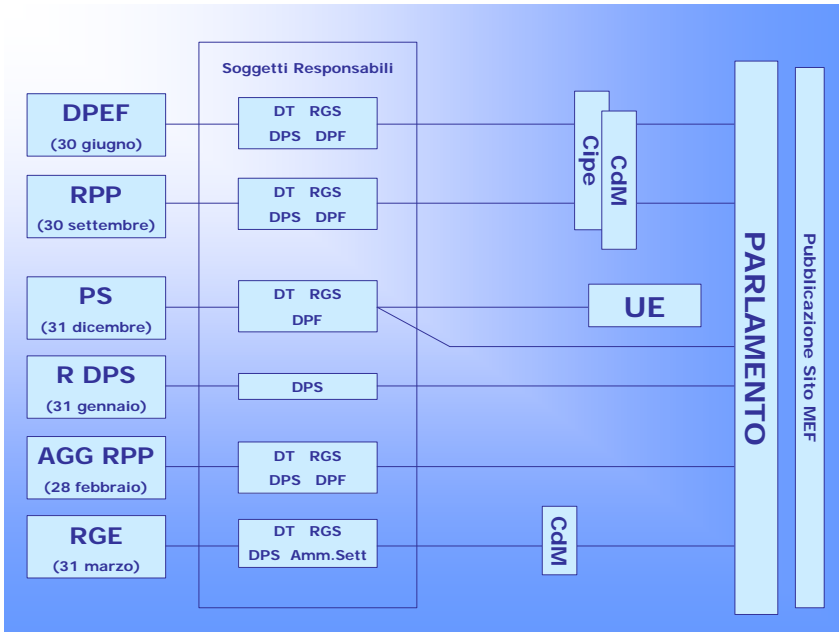 Soggetti Responsabili
DPEF
(30 giugno)
DT RGS
DPS DPF
Cipe
CdM
RPP
(30 settembre)
DT RGS
DPS DPF
PS
(31 dicembre)
DT RGS
DPF
UE
R DPS
(31 gennaio)
DPS
AGG RPP
(28 febbraio)
DT RGS
DPS DPF
RGE
(31 marzo)
DT RGS
DPS Amm.Sett
CdM
PARLAMENTO
Pubblicazione Sito MEF